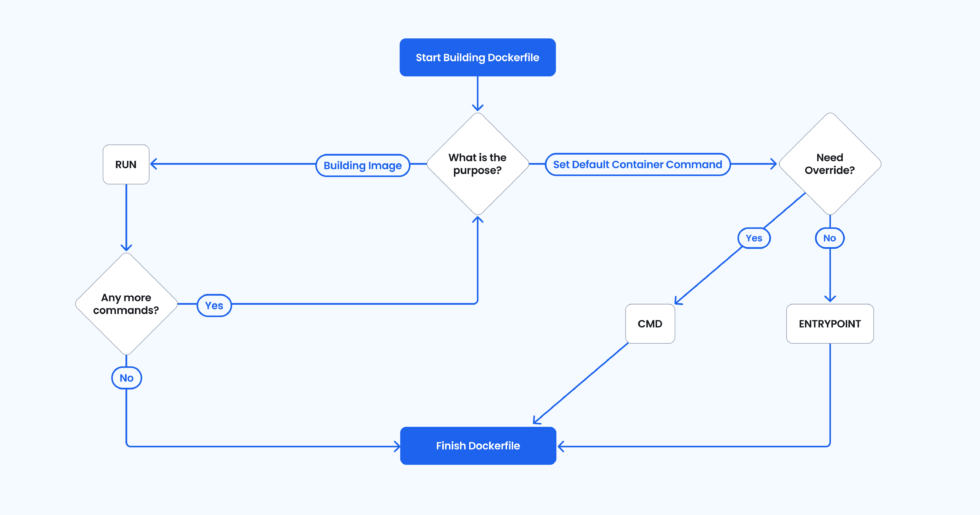 Start Building Dockerfile
RUN
Building Image
What is the
purpose?
Set Default Container Command
Need
Override?
Yes
No
Any more
commands?
Yes
CMD
ENTRYPOINT
No
Finish Dockerfile